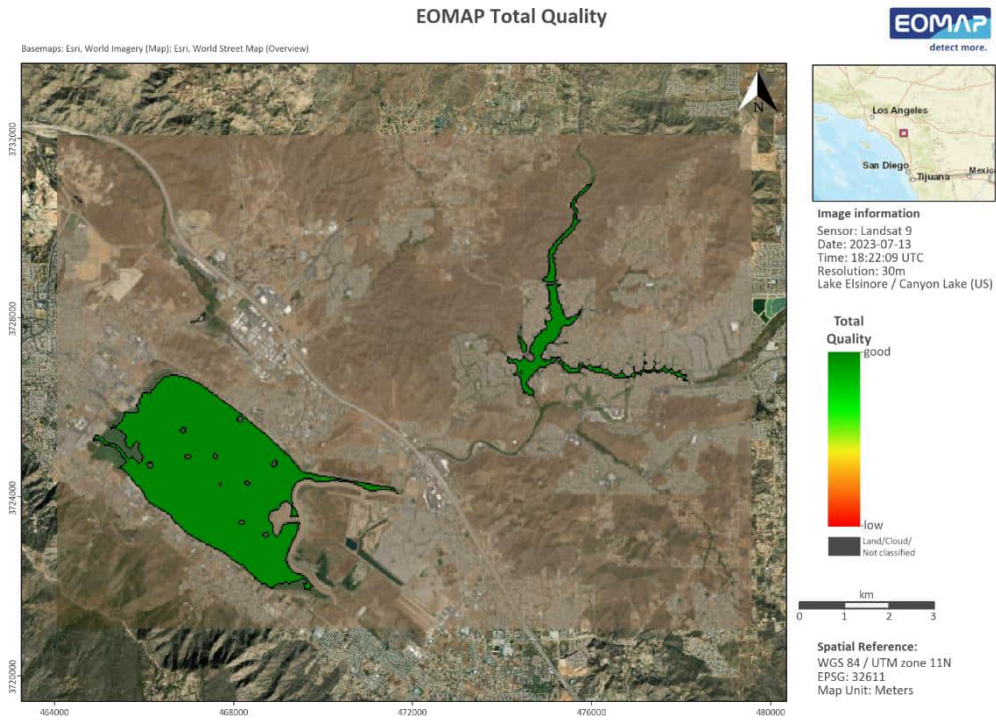 EOMAP Total Quality
EOMAP
detect more.
Basemaps: Esri, World Imagery (Map); Esri, World Street Map (Overview)
N
3732000
3728000
3724000
3720000
464000
468000
472000
476000
480000
Los Angeles
San Diego
Tijuana
Mexic
Image information
Sensor: Landsat 9
Date: 2023-07-13
Time: 18:22:09 UTC
Resolution: 30m
Lake Elsinore / Canyon Lake (US)
Total
Quality
good
low
Land/Cloud/
Not classified
km
0 1 2 3
Spatial Reference:
WGS 84 / UTM zone 11N
EPSG: 32611
Map Unit: Meters